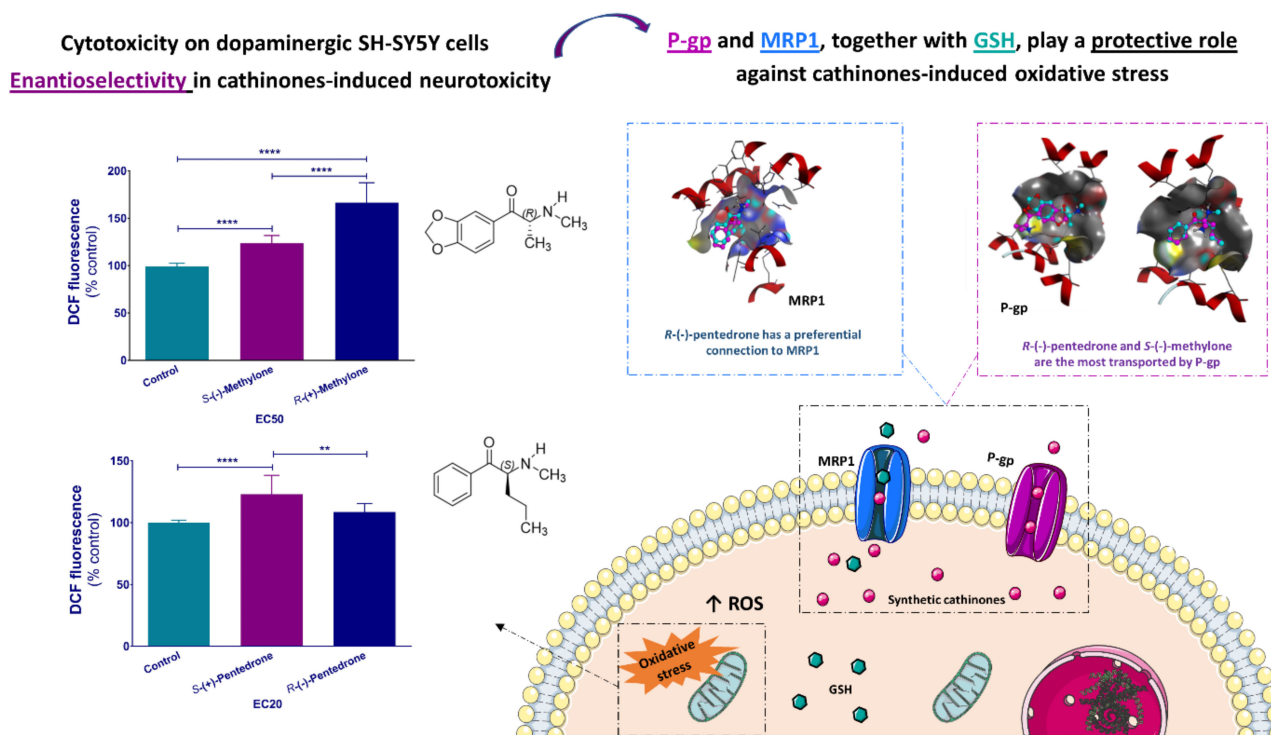 Cytotoxicity on dopaminergic SH-SY5Y cells
Enantioselectivity in cathinones-induced neurotoxicity
P-gp and MRP1, together with GSH, play a protective role
against cathinones-induced oxidative stress
****
****
****
200
150
100
50
0
DCF fluorescence
(% control)
Control
S-(-)-Methylone
R-(+)-Methylone
EC50
O
H
(R)
N
CH3
CH3
O
O
MRP1
R-(-)-pentedrone has a preferential
connection to MRP1
P-gp
R-(-)-pentedrone and S-(-)-methylone
are the most transported by P-gp
****
**
150
100
50
0
DCF fluorescence
(% control)
Control
S-(+)-Pentedrone
R-(-)-Pentedrone
EC20
O
H
(S)
N
CH3
CH3
MRP1
P-gp
Synthetic cathinones
↑ ROS
Oxidative
stress
GSH